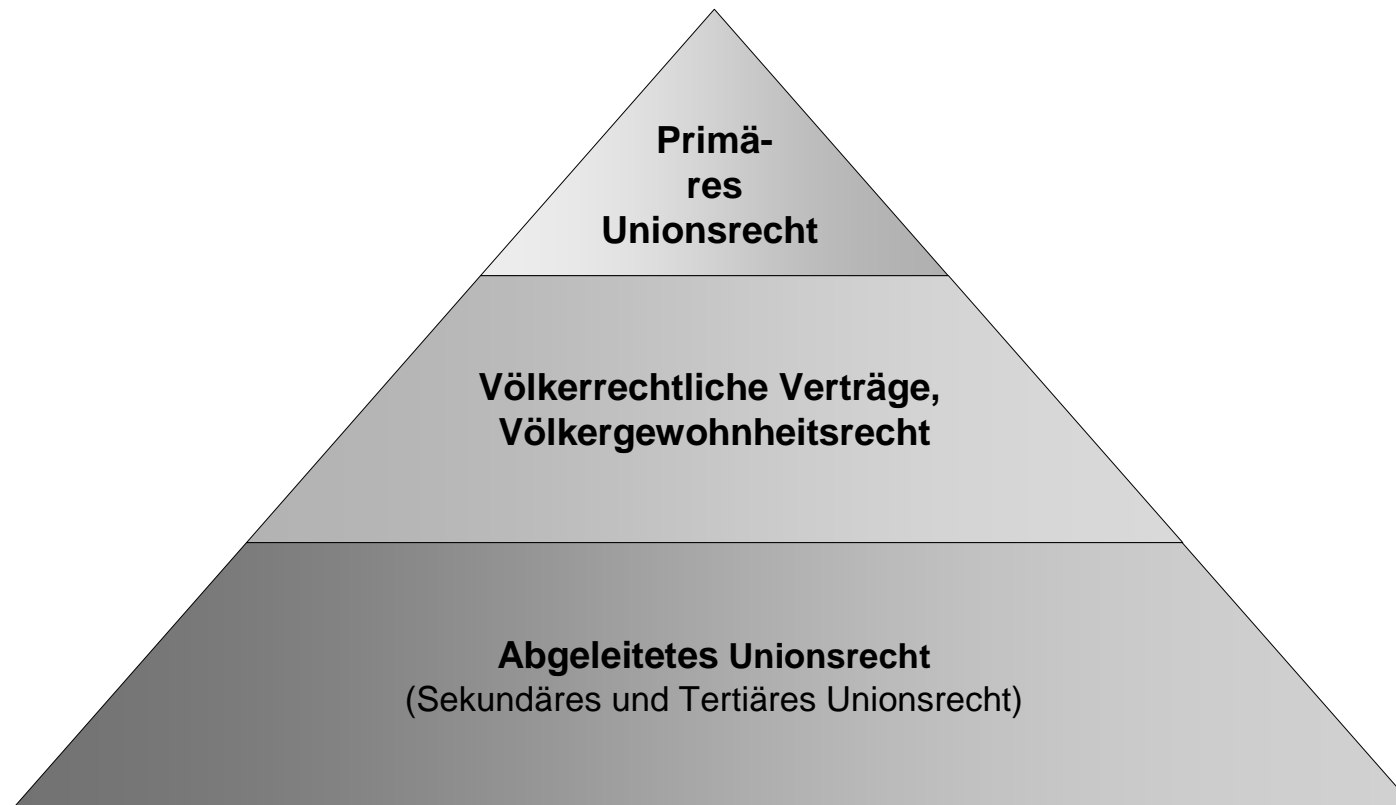 Primä-
res
Unionsrecht
Völkerrechtliche Verträge,
Völkergewohnheitsrecht
Abgeleitetes Unionsrecht
(Sekundäres und Tertiäres Unionsrecht)